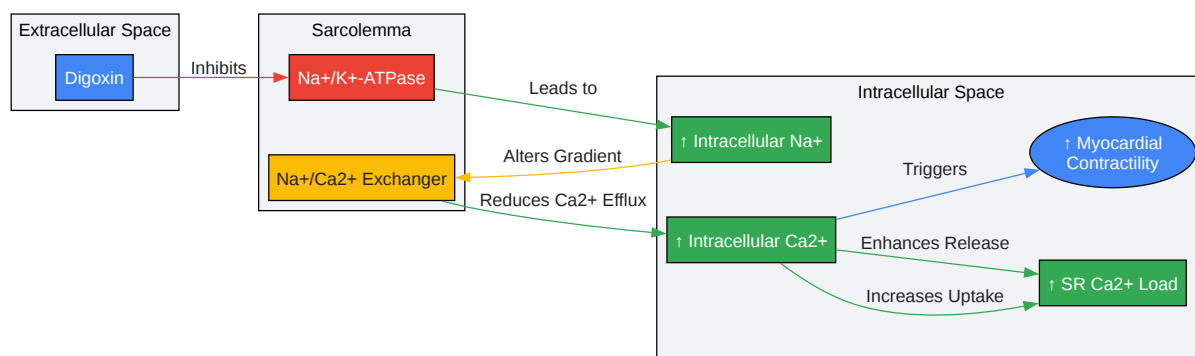 Extracellular Space
Digoxin
Inhibits
Sarcolemma
Na+/K+-ATPase
Na+/Ca2+ Exchanger
Leads to
Alters Gradient
Reduces Ca2+ Efflux
Intracellular Space
↑ Intracellular Na+
↑ Intracellular Ca2+
Triggers
Enhances Release
Increases Uptake
↑ Myocardial
Contractility
↑ SR Ca2+ Load